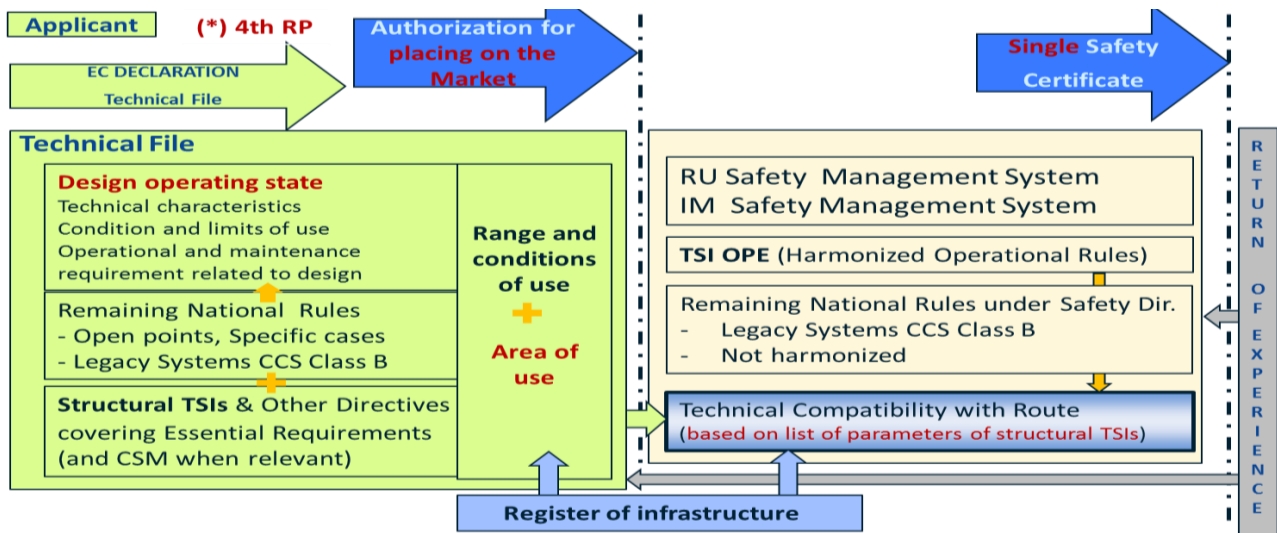 Applicant
(*) 4th RP
EC DECLARATION
Technical File
Authorization for
placing on the
Market
Single Safety
Certificate
Technical File
Design operating state
Technical characteristics
Condition and limits of use
Operational and maintenance
requirement related to design
Remaining National Rules
- Open points, Specific cases
- Legacy Systems CCS Class B
Structural TSIs & Other Directives
covering Essential Requirements
(and CSM when relevant)
Range and
conditions
of use
Area of
use
RU Safety Management System
IM Safety Management System
TSI OPE (Harmonized Operational Rules)
Remaining National Rules under Safety Dir.
- Legacy Systems CCS Class B
- Not harmonized
Technical Compatibility with Route
(based on list of parameters of structural TSIs)
Register of infrastructure
RETURN OF EXPERIENCE